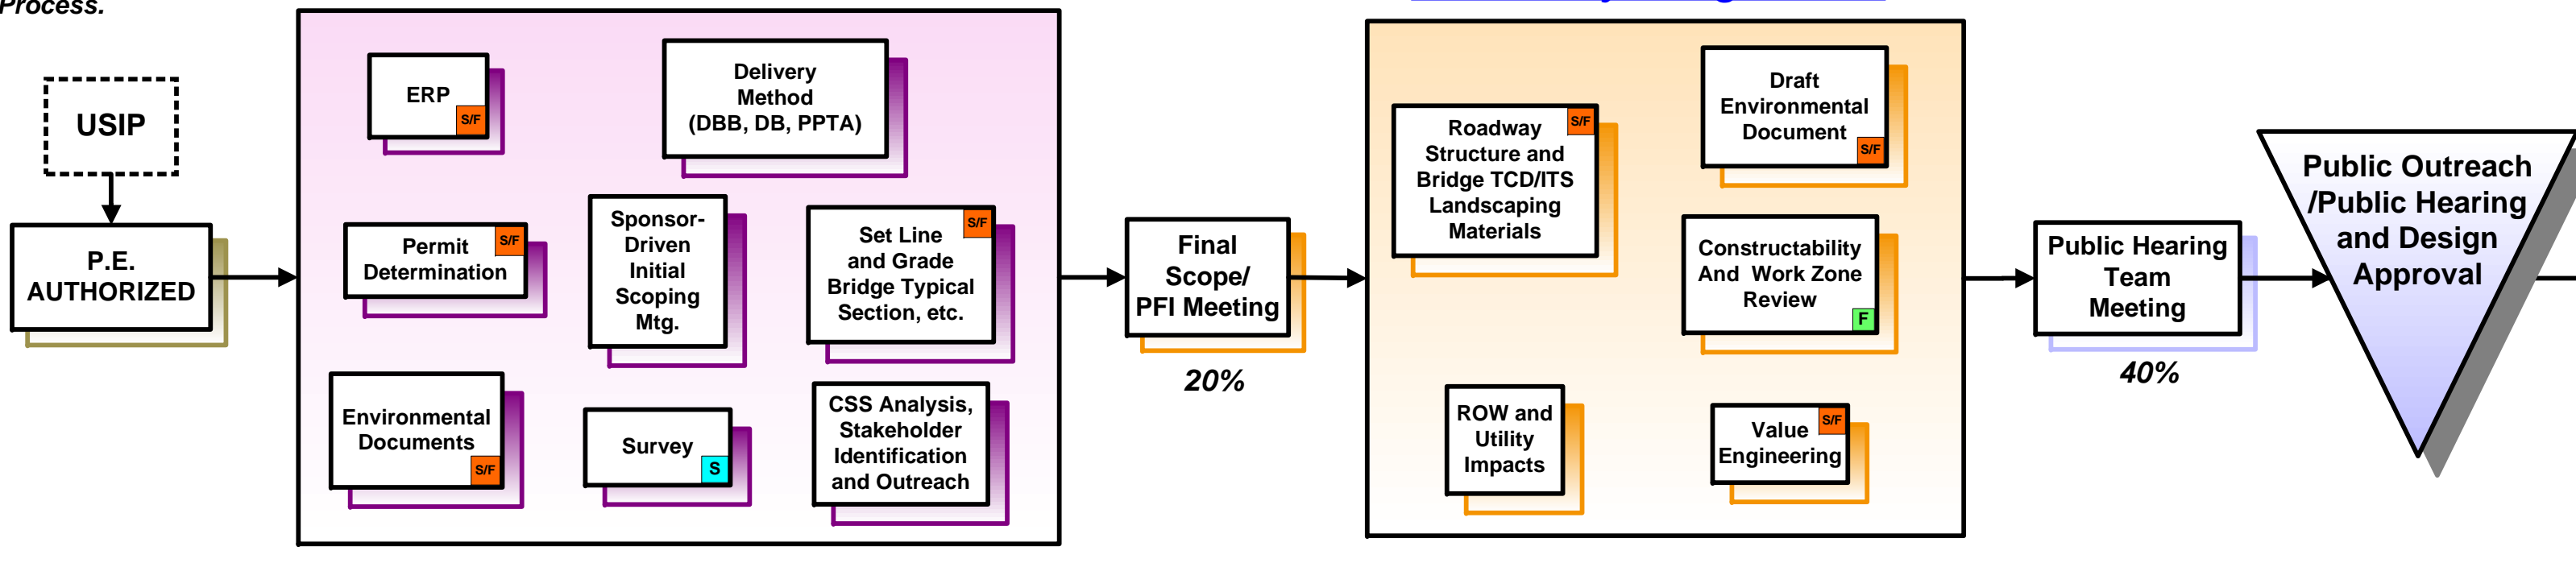 Process.
USIP
P.E.
AUTHORIZED
ERP
S/F
Delivery
Method
(DBB, DB, PPTA)
Permit
Determination
S/F
Sponsor-
Driven
Initial
Scoping
Mtg.
Set Line
and Grade
Bridge Typical
Section, etc.
S/F
Environmental
Documents
S/F
Survey
S
CSS Analysis,
Stakeholder
Identification
and Outreach
Final
Scope/
PFI Meeting
20%
Roadway
Structure and
Bridge TCD/ITS
Landscaping
Materials
S/F
Draft
Environmental
Document
S/F
Constructability
And Work Zone
Review
F
ROW and
Utility
Impacts
Value
Engineering
S/F
Public Hearing
Team
Meeting
40%
Public Outreach
/Public Hearing
and Design
Approval